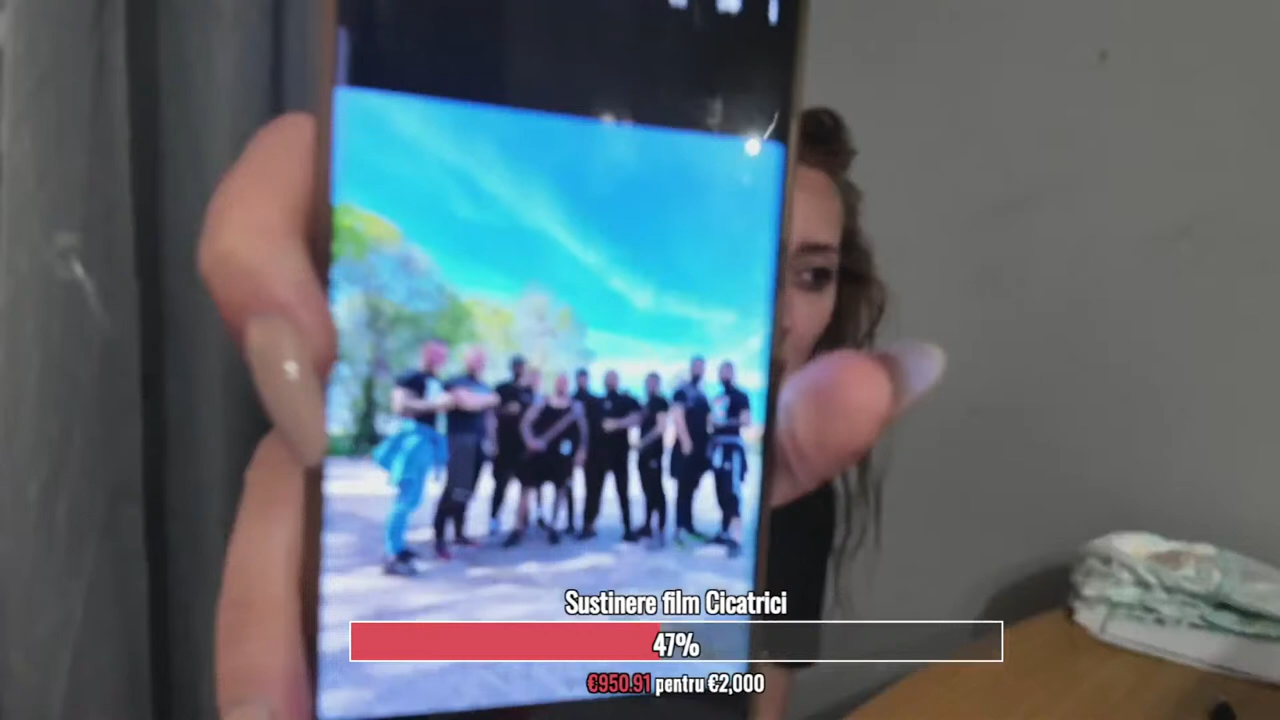 Sustinere film Cicatrici
47%
€950.91 pentru €2,000